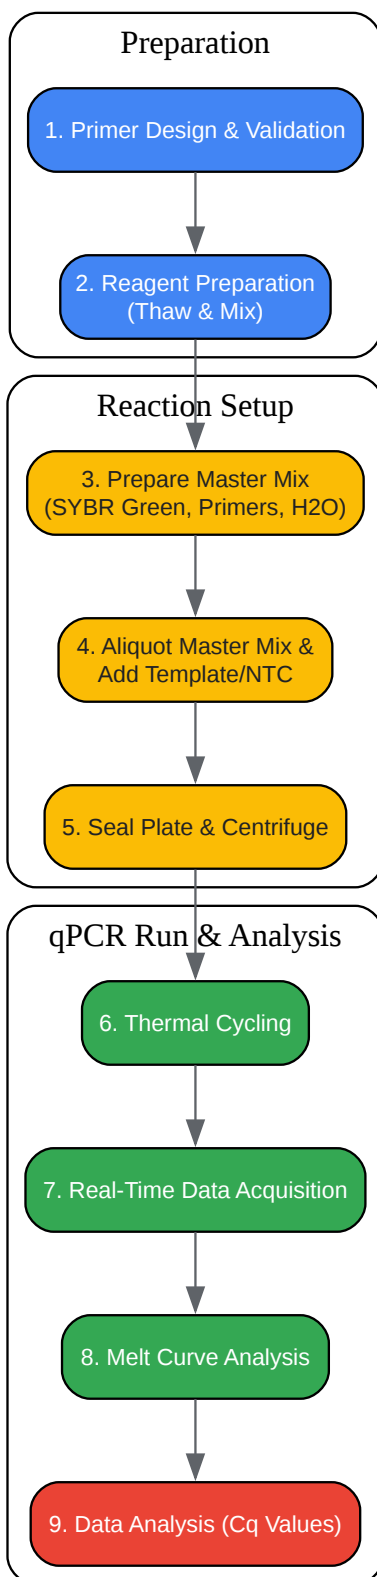 Preparation
1. Primer Design & Validation
2. Reagent Preparation
(Thaw & Mix)
Reaction Setup
3. Prepare Master Mix
(SYBR Green, Primers, H2O)
4. Aliquot Master Mix &
Add Template/NTC
5. Seal Plate & Centrifuge
qPCR Run & Analysis
6. Thermal Cycling
7. Real-Time Data Acquisition
8. Melt Curve Analysis
9. Data Analysis (Cq Values)